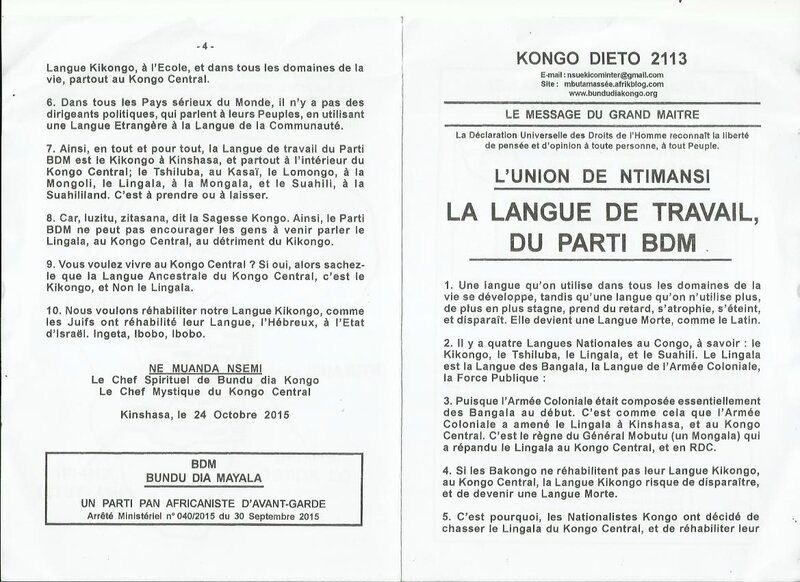 - 4 -
Langue Kikongo, à l'Ecole, et dans tous les domaines de la
vie, partout au Kongo Central.
6. Dans tous les Pays sérieux du Monde, il n'y a pas des
dirigeants politiques, qui parlent à leurs Peuples, en utilisant
une Langue Etrangère à la Langue de la Communauté.
7. Ainsi, en tout et pour tout, la Langue de travail du Parti
BDM est le Kikôngo à Kinshasa, et partout à l'intérieur du
Kongo Central; le Tshiluba, au Kasaï, le Lomongo, à la
Mongoli, le Lingala, à la Mongala, et le Suahili, à la
Suahililand. C'est à prendre ou à laisser.
8. Car, luzitu, zitasana, dit la Sagesse Kongo. Ainsi, le Parti
BDM ne peut pas encourager les gens à venir parler le
Lingala, au Kongo Central, au détriment du Kikongo.
9. Vous voulez vivre au Kongo Central ? Si oui, alors sachez-
le que la Langue Ancestrale du Kongo Central, c'est le
Kikongo, et Non le Lingala.
10. Nous voulons réhabiliter notre Langue Kikongo, comme
les Juifs ont réhabilité leur Langue, l'Hébreux, à l'Etat
d'Israël. Ingeta, Ibobo, Ibobo.
NE MUANDA NSEMI
Le Chef Spirituel de Bundu dia Kongo
Le Chef Mystique du Kongo Central
Kinshasa, le 24 Octobre 2015
BDM
BUNDU DIA MAYALA
UN PARTI PAN AFRICANISTE D'AVANT-GARDE
Arrêté Ministériel n° 040/2015 du 30 Septembre 2015
KONGO DIETO 2113
E-mail : nsuekicominter@gmail.com
Site : mbutamassée.afrikblog.com
www.bundudiakongo.org
LE MESSAGE DU GRAND MAITRE
La Déclaration Universelle des Droits de l'Homme reconnaît la liberté
de pensée et d'opinion à toute personne, à tout Peuple.
L'UNION DE NTIMANSI
LA LANGUE DE TRAVAIL,
DU PARTI BDM
1. Une langue qu'on utilise dans tous les domaines de la
vie se développe, tandis qu'une langue qu'on n'utilise plus,
de plus en plus stagne, prend du retard, s'atrophie, s'éteint,
et disparaît. Elle devient une Langue Morte, comme le Latin.
2. Il y a quatre Langues Nationales au Congo, à savoir : le
Kikongo, le Tshiluba, le Lingala, et le Suahili. Le Lingala
est la Langue des Bangala, la Langue de l'Armée Coloniale,
la Force Publique :
3. Puisque l'Armée Coloniale était composée essentiellement
des Bangala au début. C'est comme cela que l'Armée
Coloniale a amené le Lingala à Kinshasa, et au Kongo
Central. C'est le règne du Général Mobutu (un Mongala) qui
a répandu le Lingala au Kongo Central, et en RDC.
4. Si les Bakongo ne réhabilitent pas leur Langue Kikongo,
au Kongo Central, la Langue Kikongo risque de disparaître,
et de devenir une Langue Morte.
5. C'est pourquoi, les Nationalistes Kongo ont décidé de
chasser le Lingala du Kongo Central, et de réhabiliter leur